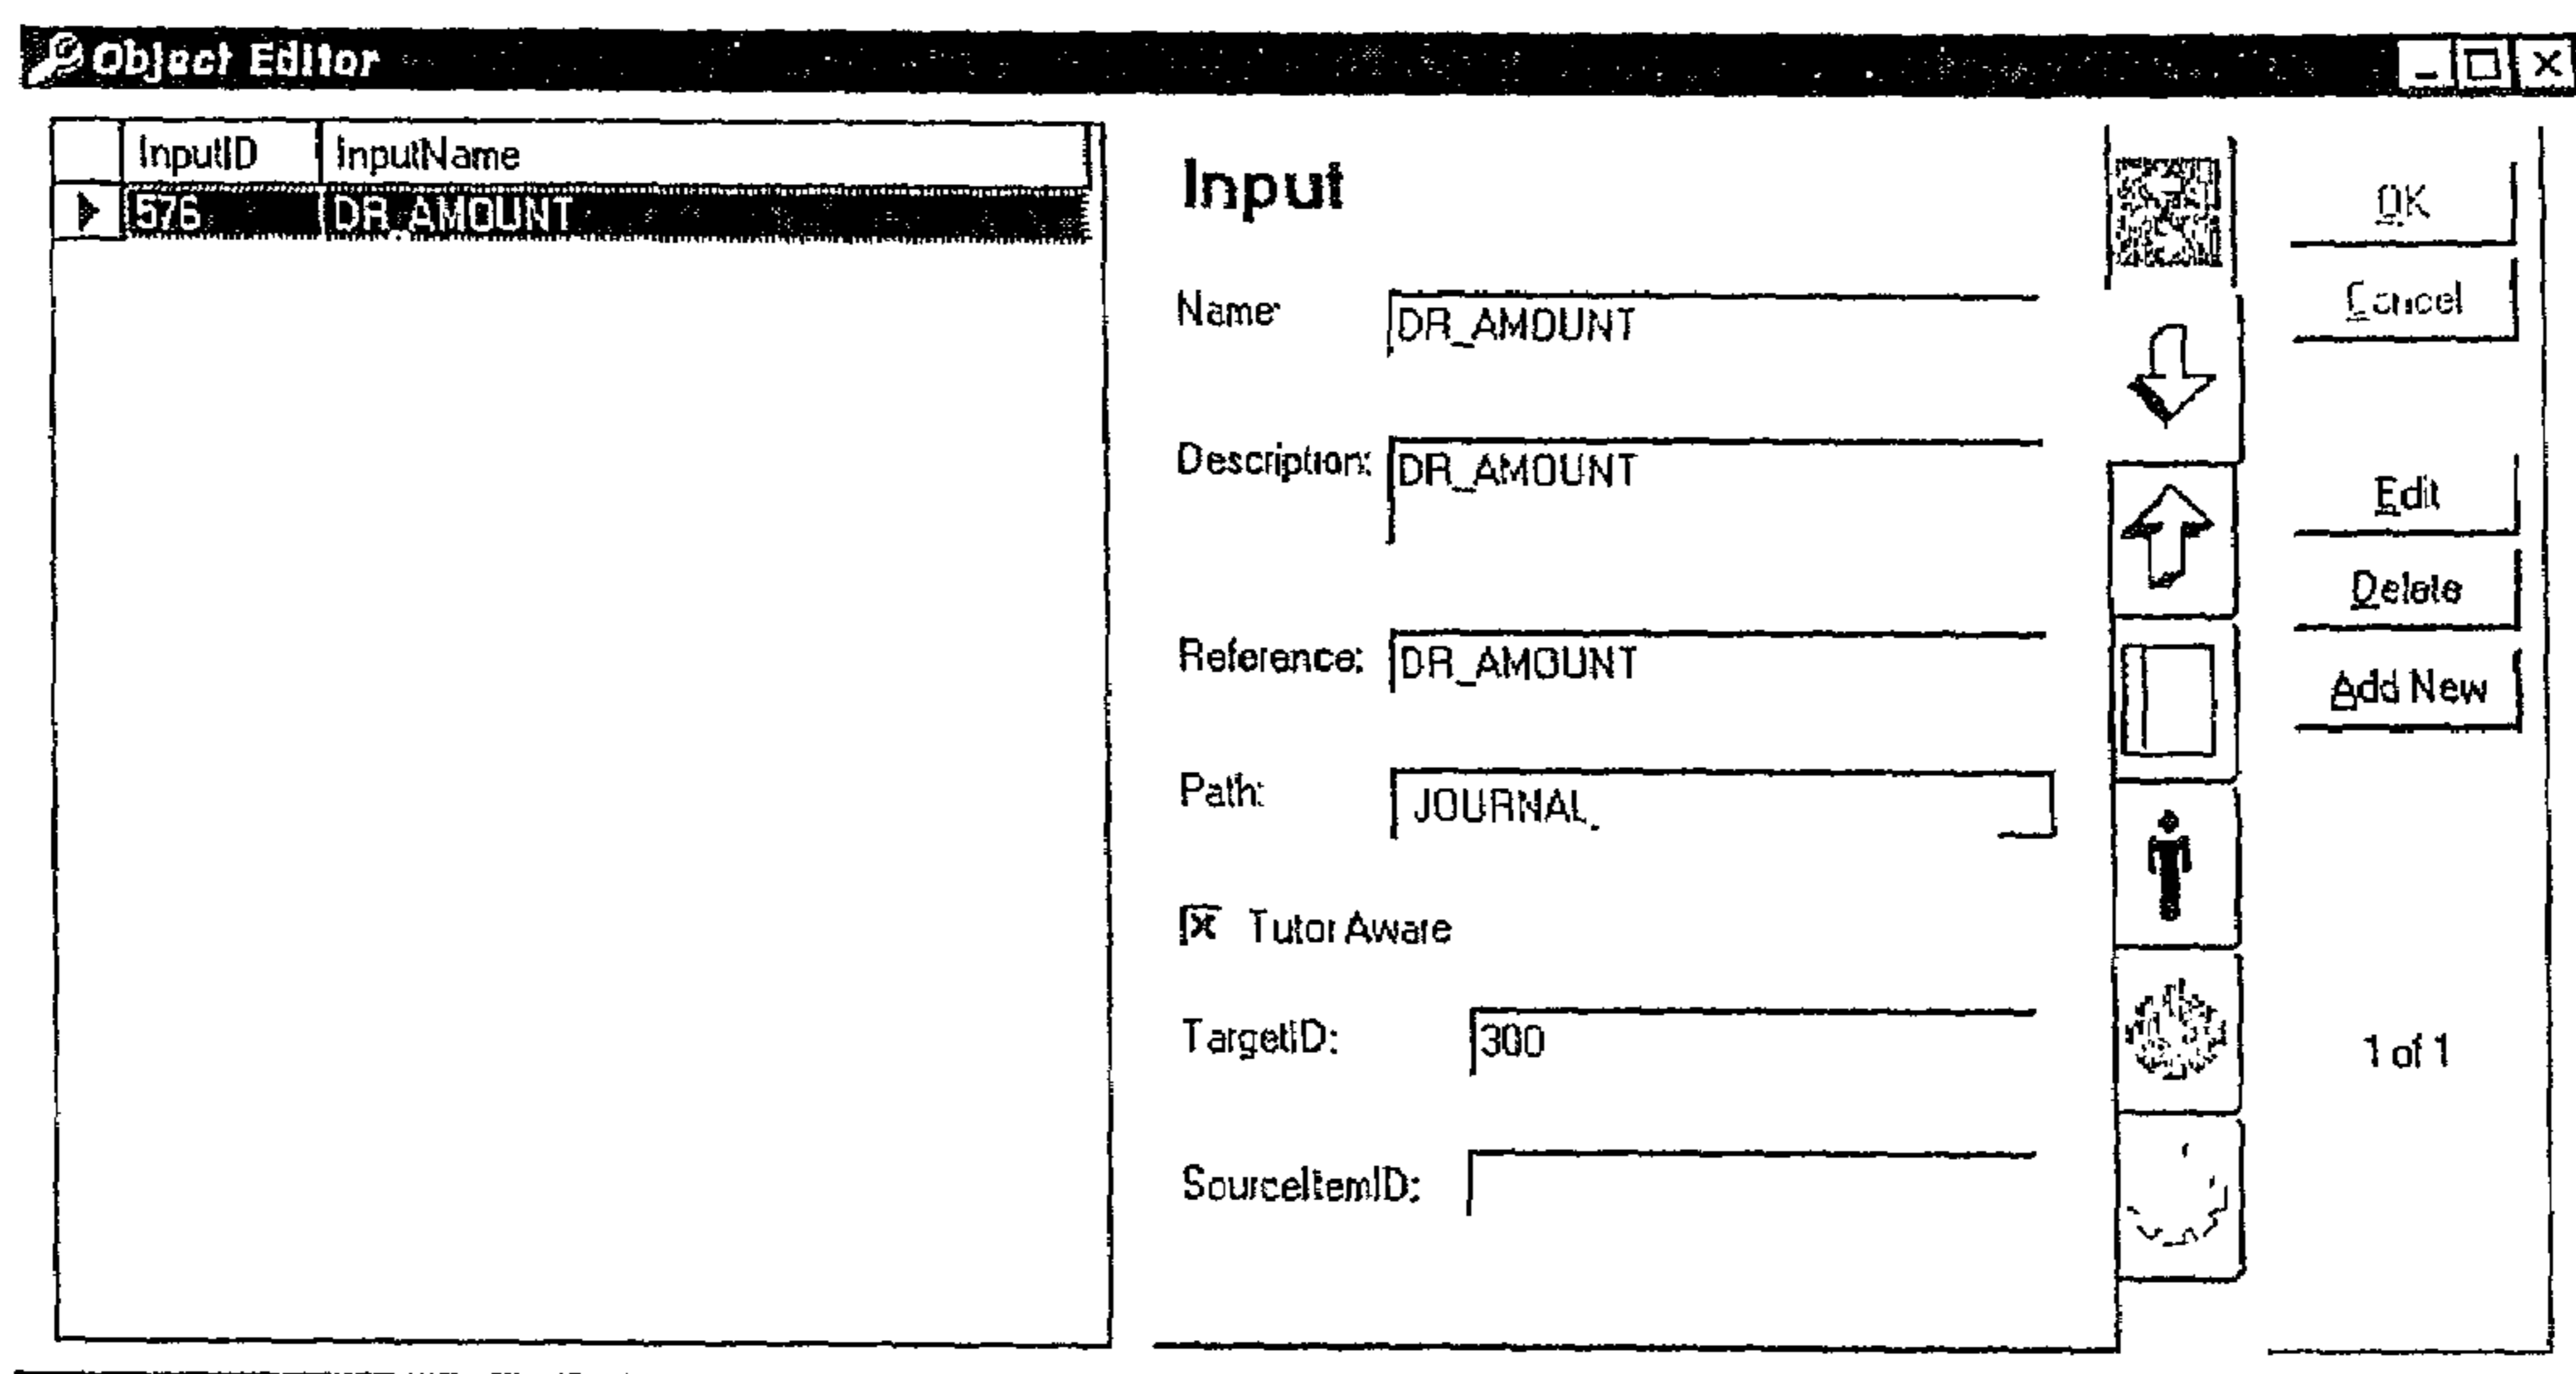 Object Editor
InputID InputName
576 DR_AMOUNT
Input
Name:
DR_AMOUNT
Description:
DR_AMOUNT
Reference:
DR_AMOUNT
Path:
JOURNAL.
Tutor Aware
TargetID:
300
SourceItemID:
OK
Cancel
Edit
Delete
Add New
1 of 1